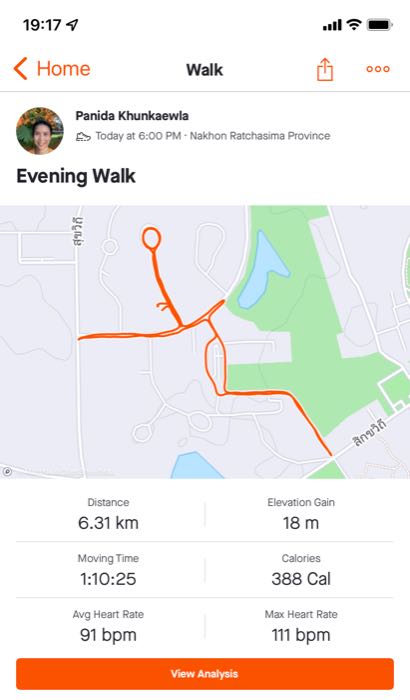 19:17
Home
Walk
Panida Khunkaewla
Today at 6:00 PM · Nakhon Ratchasima Province
Evening Walk
สุขวิถี
สิกขวิถี
Distance
6.31 km
Elevation Gain
18 m
Moving Time
1:10:25
Calories
388 Cal
Avg Heart Rate
91 bpm
Max Heart Rate
111 bpm
View Analysis